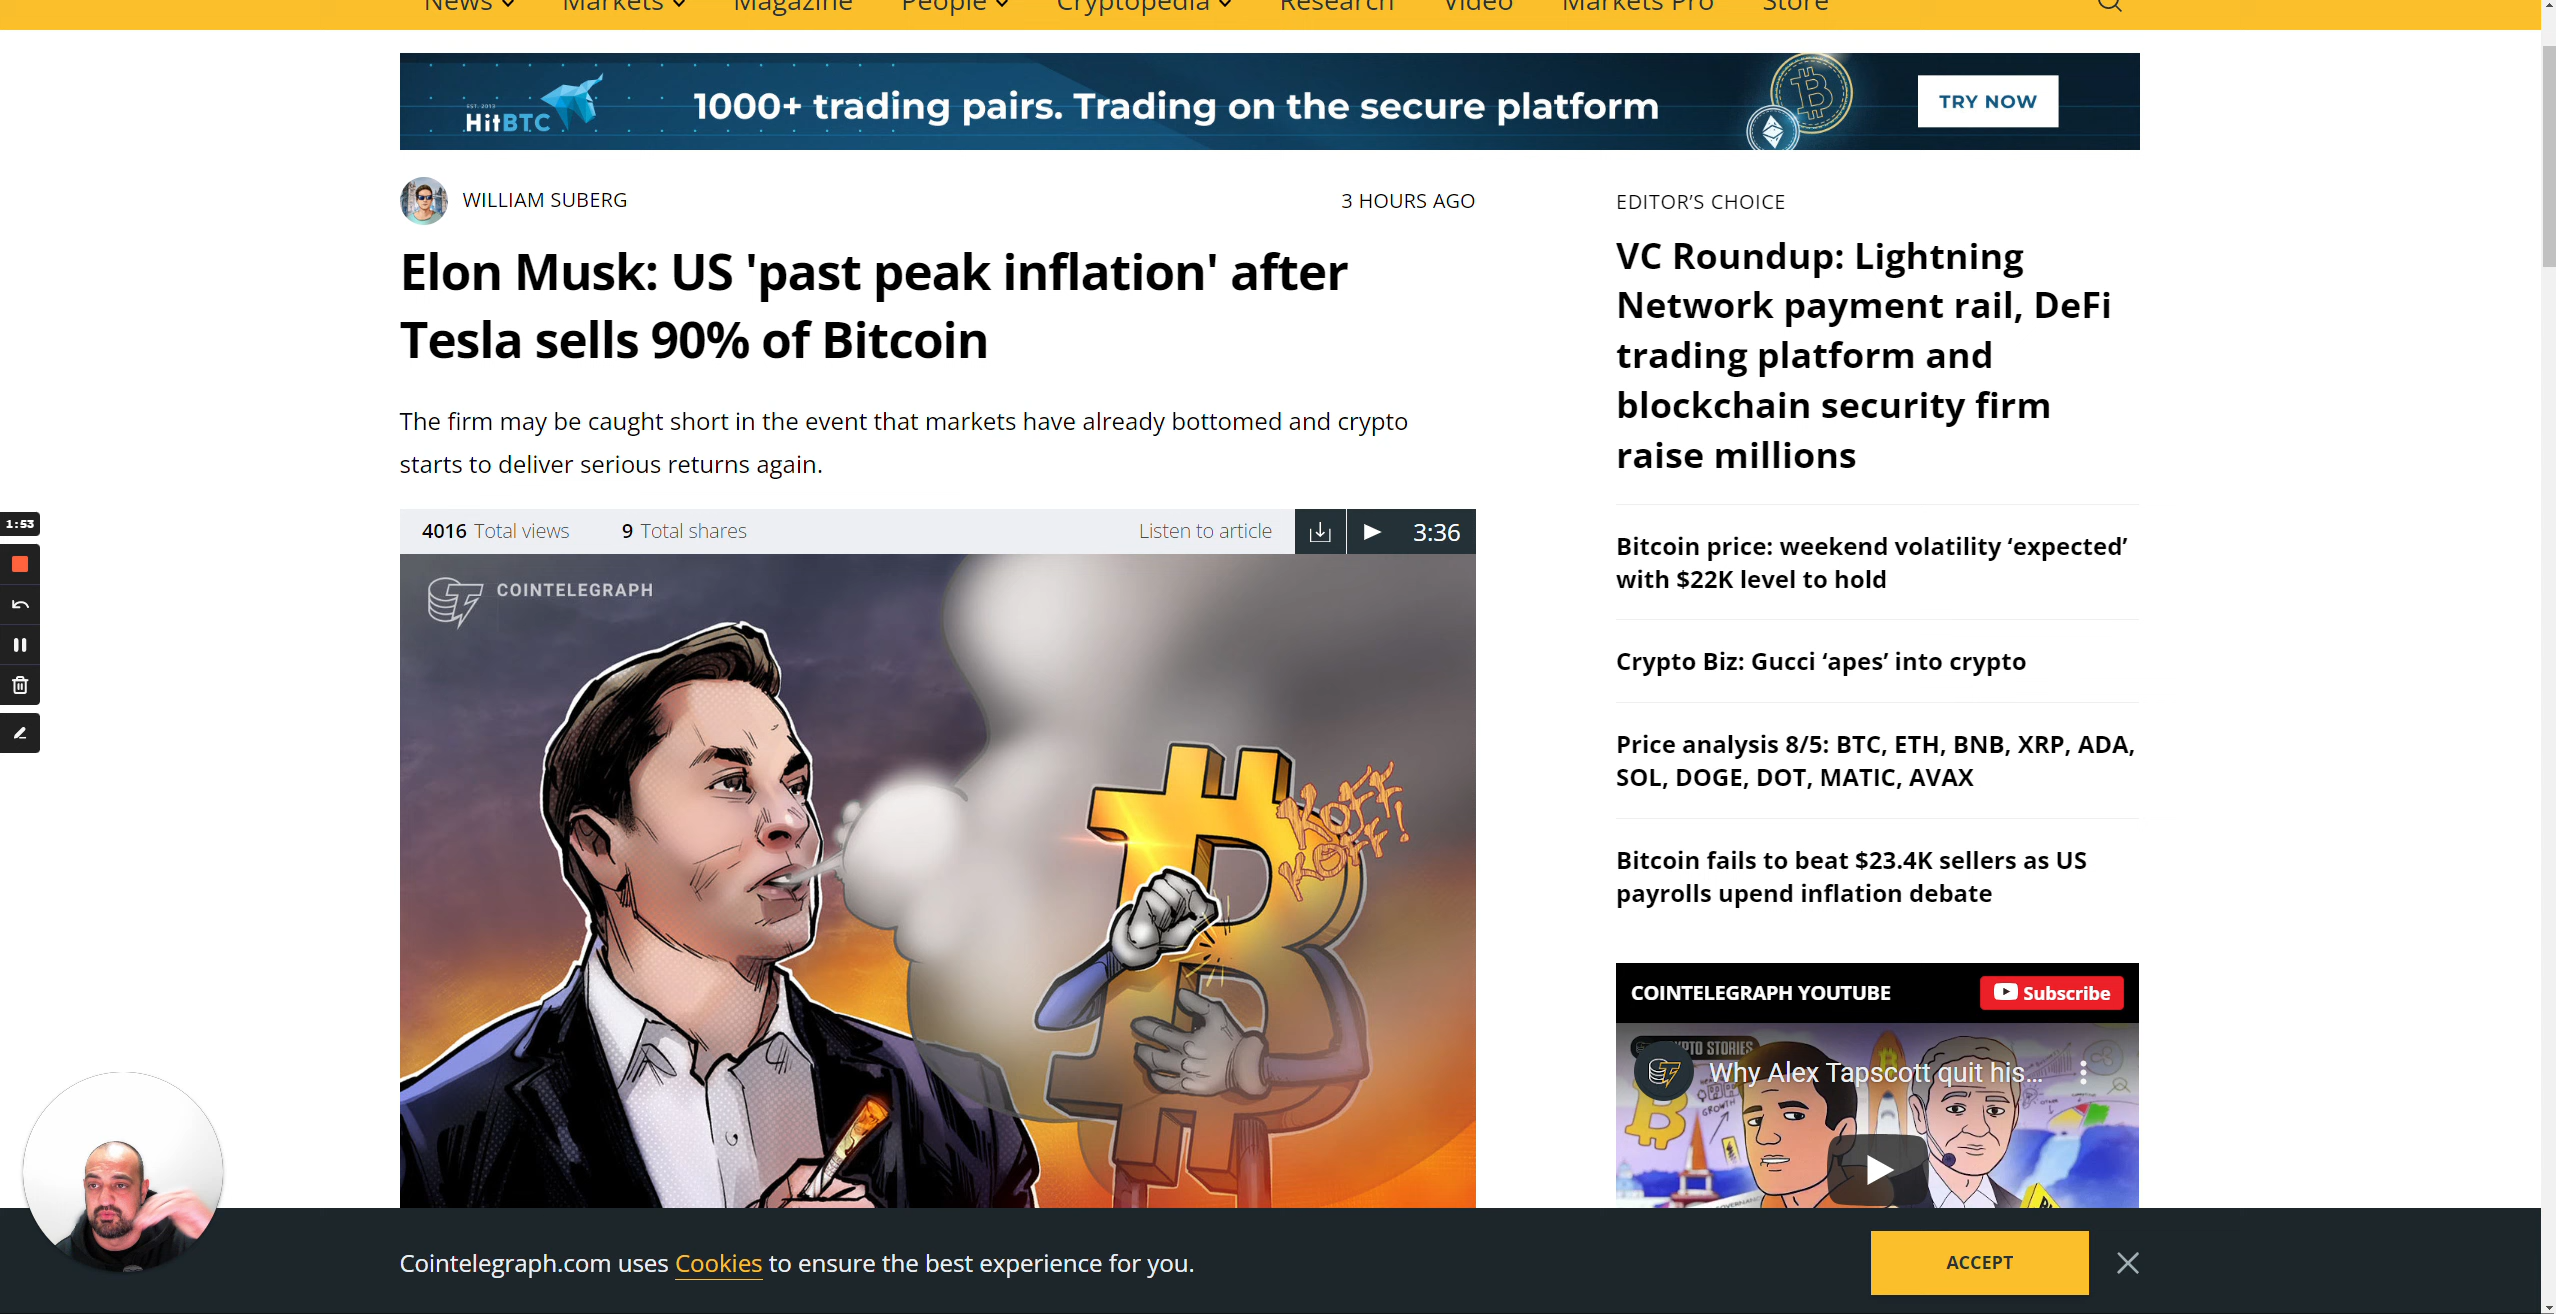 News
Markets
Magazine
People
Cryptopedia
Research
Video
Markets Pro
Store
EST. 2013
HitBTC
1000+ trading pairs. Trading on the secure platform
TRY NOW
WILLIAM SUBERG
3 HOURS AGO
Elon Musk: US 'past peak inflation' after
Tesla sells 90% of Bitcoin
The firm may be caught short in the event that markets have already bottomed and crypto
starts to deliver serious returns again.
4016 Total views
9 Total shares
Listen to article
3:36
COINTELEGRAPH
KOFF
KOFF!
EDITOR’S CHOICE
VC Roundup: Lightning
Network payment rail, DeFi
trading platform and
blockchain security firm
raise millions
Bitcoin price: weekend volatility ‘expected’
with $22K level to hold
Crypto Biz: Gucci ‘apes’ into crypto
Price analysis 8/5: BTC, ETH, BNB, XRP, ADA,
SOL, DOGE, DOT, MATIC, AVAX
Bitcoin fails to beat $23.4K sellers as US
payrolls upend inflation debate
COINTELEGRAPH YOUTUBE
Subscribe
STORIES
Why Alex Tapscott quit his...
GROWTH
1:53
Cointelegraph.com uses Cookies to ensure the best experience for you.
ACCEPT